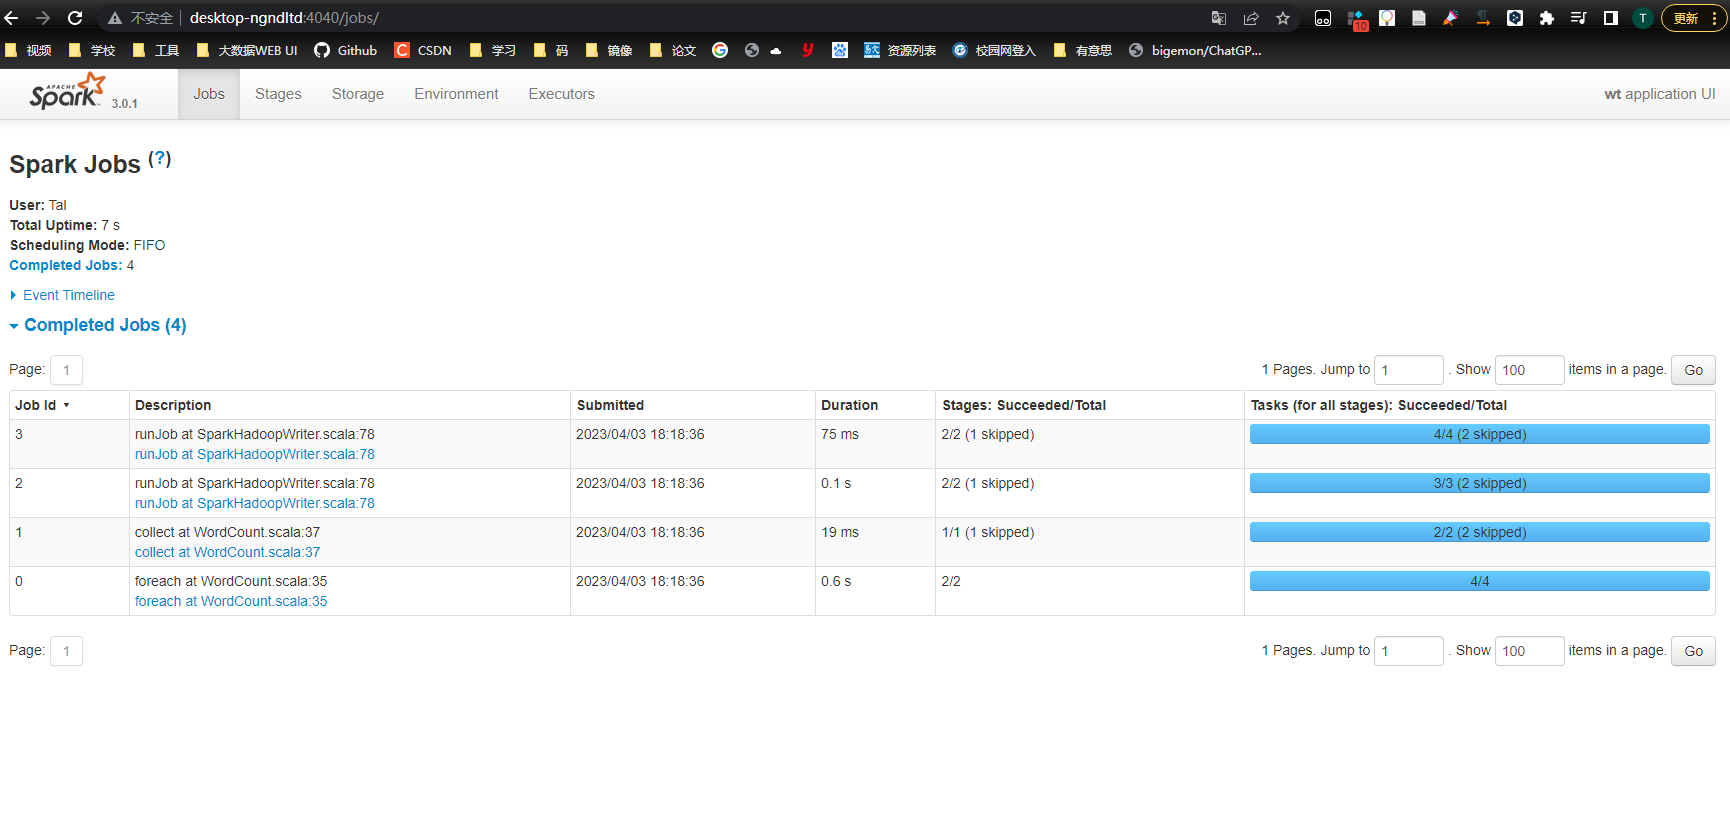 不安全 desktop-ngndltd:4040/jobs/ 10 T 更新
视频 学校 工具 大数据WEB UI Github C CSDN 学习 码 镜像 论文 资源列表 校园网登入 有意思 bigemon/ChatGP...
APACHE Spark 3.0.1 Jobs Stages Storage Environment Executors wt application UI
Spark Jobs (?)
User: Tal
Total Uptime: 7 s
Scheduling Mode: FIFO
Completed Jobs: 4
Event Timeline
Completed Jobs (4)
Page: 1 1 Pages. Jump to 1 . Show 100 items in a page. Go
Job Id Description Submitted Duration Stages: Succeeded/Total Tasks (for all stages): Succeeded/Total
3 runJob at SparkHadoopWriter.scala:78 2023/04/03 18:18:36 75 ms 2/2 (1 skipped) 4/4 (2 skipped)
runJob at SparkHadoopWriter.scala:78
2 runJob at SparkHadoopWriter.scala:78 2023/04/03 18:18:36 0.1 s 2/2 (1 skipped) 3/3 (2 skipped)
runJob at SparkHadoopWriter.scala:78
1 collect at WordCount.scala:37 2023/04/03 18:18:36 19 ms 1/1 (1 skipped) 2/2 (2 skipped)
collect at WordCount.scala:37
0 foreach at WordCount.scala:35 2023/04/03 18:18:36 0.6 s 2/2 4/4
foreach at WordCount.scala:35
Page: 1 1 Pages. Jump to 1 . Show 100 items in a page. Go